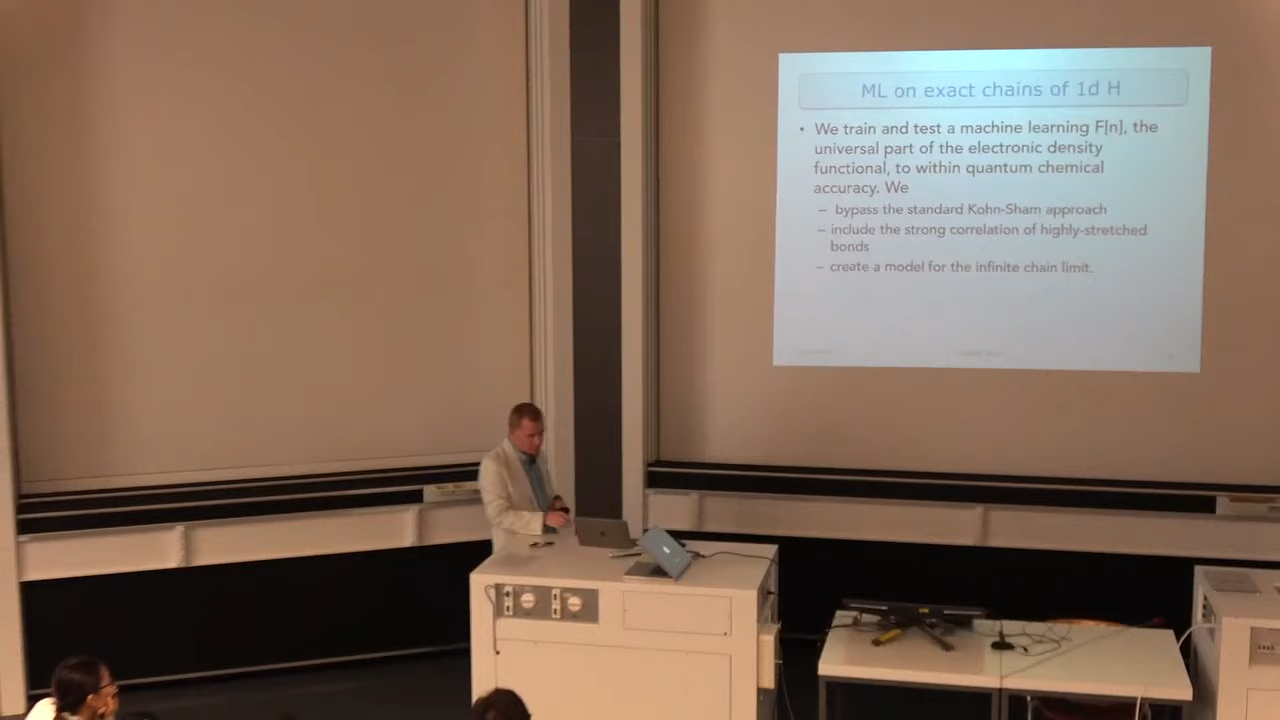 ML on exact chains of 1d H
• We train and test a machine learning F[n], the
universal part of the electronic density
functional, to within quantum chemical
accuracy. We
– bypass the standard Kohn-Sham approach
– include the strong correlation of highly-stretched
bonds
– create a model for the infinite chain limit.